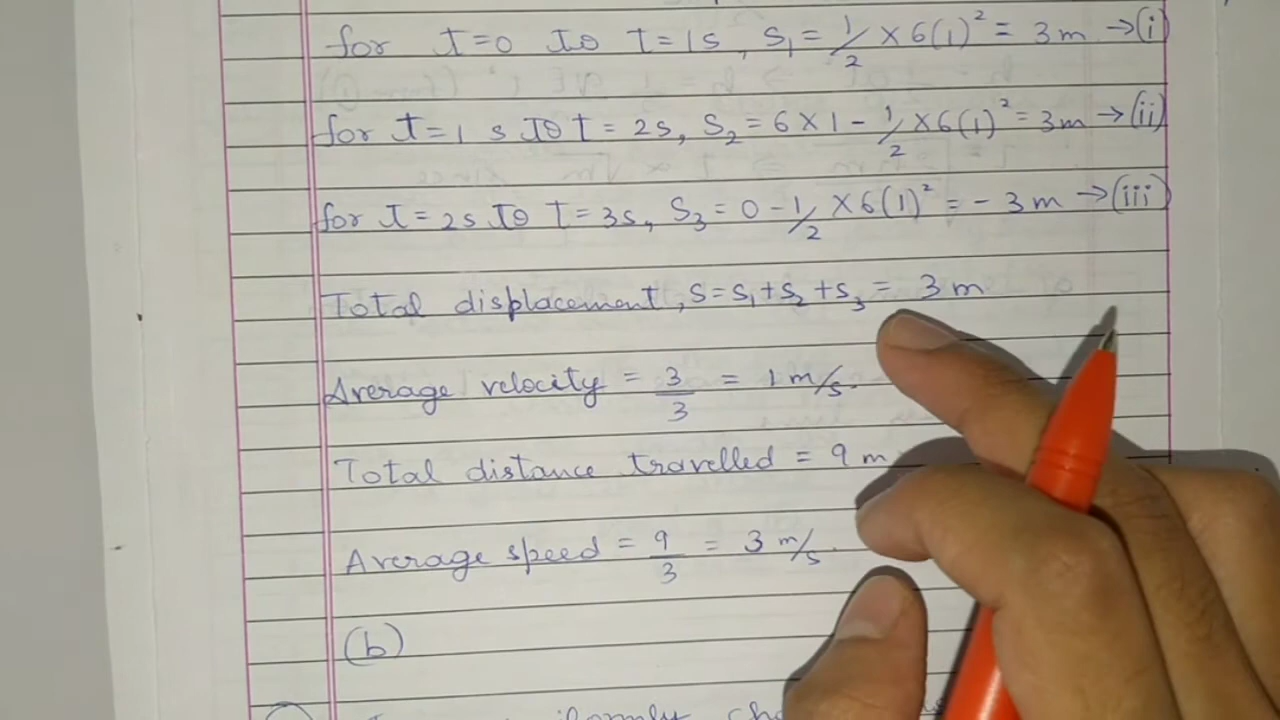 for t=0 to t=1s, S₁ = 1/2 × 6(1)² = 3m →(i)
for t=1 s to t = 2s, S₂ = 6×1 - 1/2 × 6(1)² = 3m →(ii)
for t = 2s to t = 3s, S₃ = 0 - 1/2 × 6(1)² = - 3m →(iii)
Total displacement, S = S₁+S₂+S₃ = 3 m
Average velocity = 3/3 = 1 m/s.
Total distance travelled = 9 m
Average speed = 9/3 = 3 m/s.
(b)